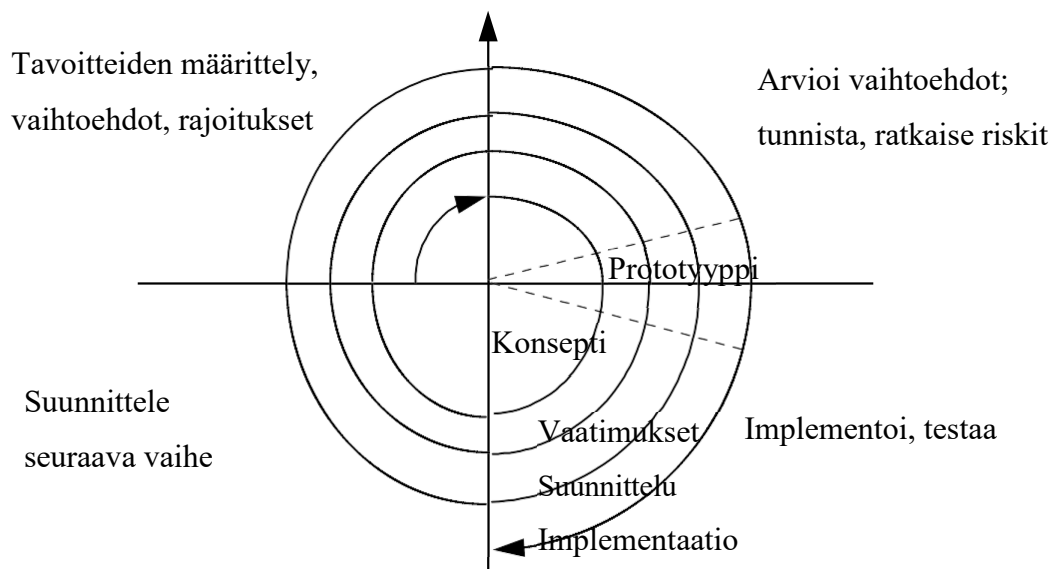 Tavoitteiden määrittely,
vaihtoehdot, rajoitukset
Arvioi vaihtoehdot;
tunnista, ratkaise riskit
Prototyyppi
Konsepti
Suunnittele
seuraava vaihe
Vaatimukset
Suunnittelu
Implementaatio
Implementoi, testaa